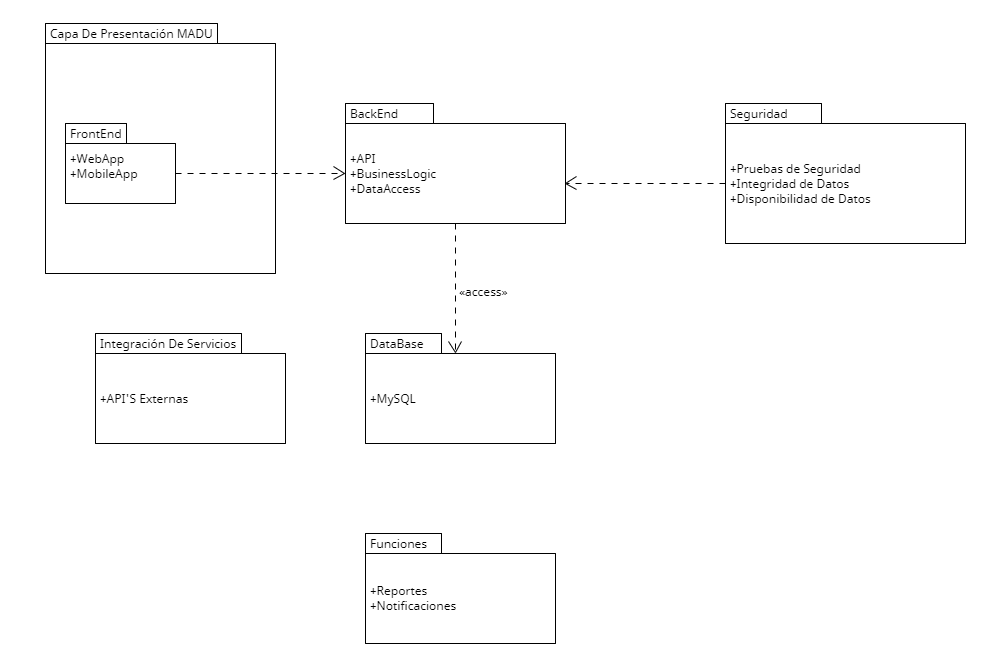 Capa De Presentación MADU
FrontEnd
+WebApp
+MobileApp
BackEnd
+API
+BusinessLogic
+DataAccess
Seguridad
+Pruebas de Seguridad
+Integridad de Datos
+Disponibilidad de Datos
«access»
Integración De Servicios
+API'S Externas
DataBase
+MySQL
Funciones
+Reportes
+Notificaciones